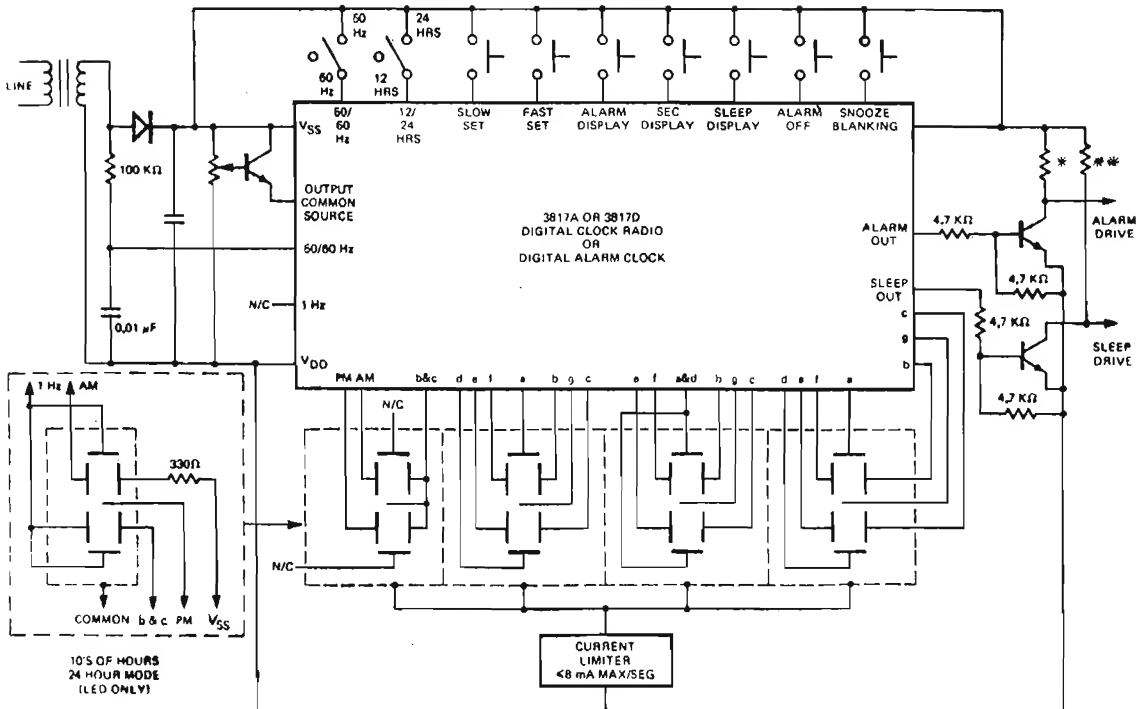 50
Hz
24
HRS
LINE
60
Hz
12
HRS
VSS
60/
60
Hz
12/
24
HRS
SLOW
SET
FAST
SET
ALARM
DISPLAY
SEC
DISPLAY
SLEEP
DISPLAY
ALARM
OFF
SNOOZE
BLANKING
100 KΩ
* **
OUTPUT
COMMON
SOURCE
3817A OR 3817D
DIGITAL CLOCK RADIO
OR
DIGITAL ALARM CLOCK
ALARM
OUT
4,7 KΩ
ALARM
DRIVE
60/60 Hz
4,7 KΩ
SLEEP
OUT
N/C
1 Hz
c
0,01 µF
4,7 KΩ
g
SLEEP
DRIVE
VDD
b
PM AM b&c d e f a b g c e f a&d b g c d e f a
1 Hz AM
N/C
4,7 KΩ
330Ω
N/C
COMMON b & c PM VSS
10'S OF HOURS
24 HOUR MODE
(LED ONLY)
CURRENT
LIMITER
<8 mA MAX/SEG